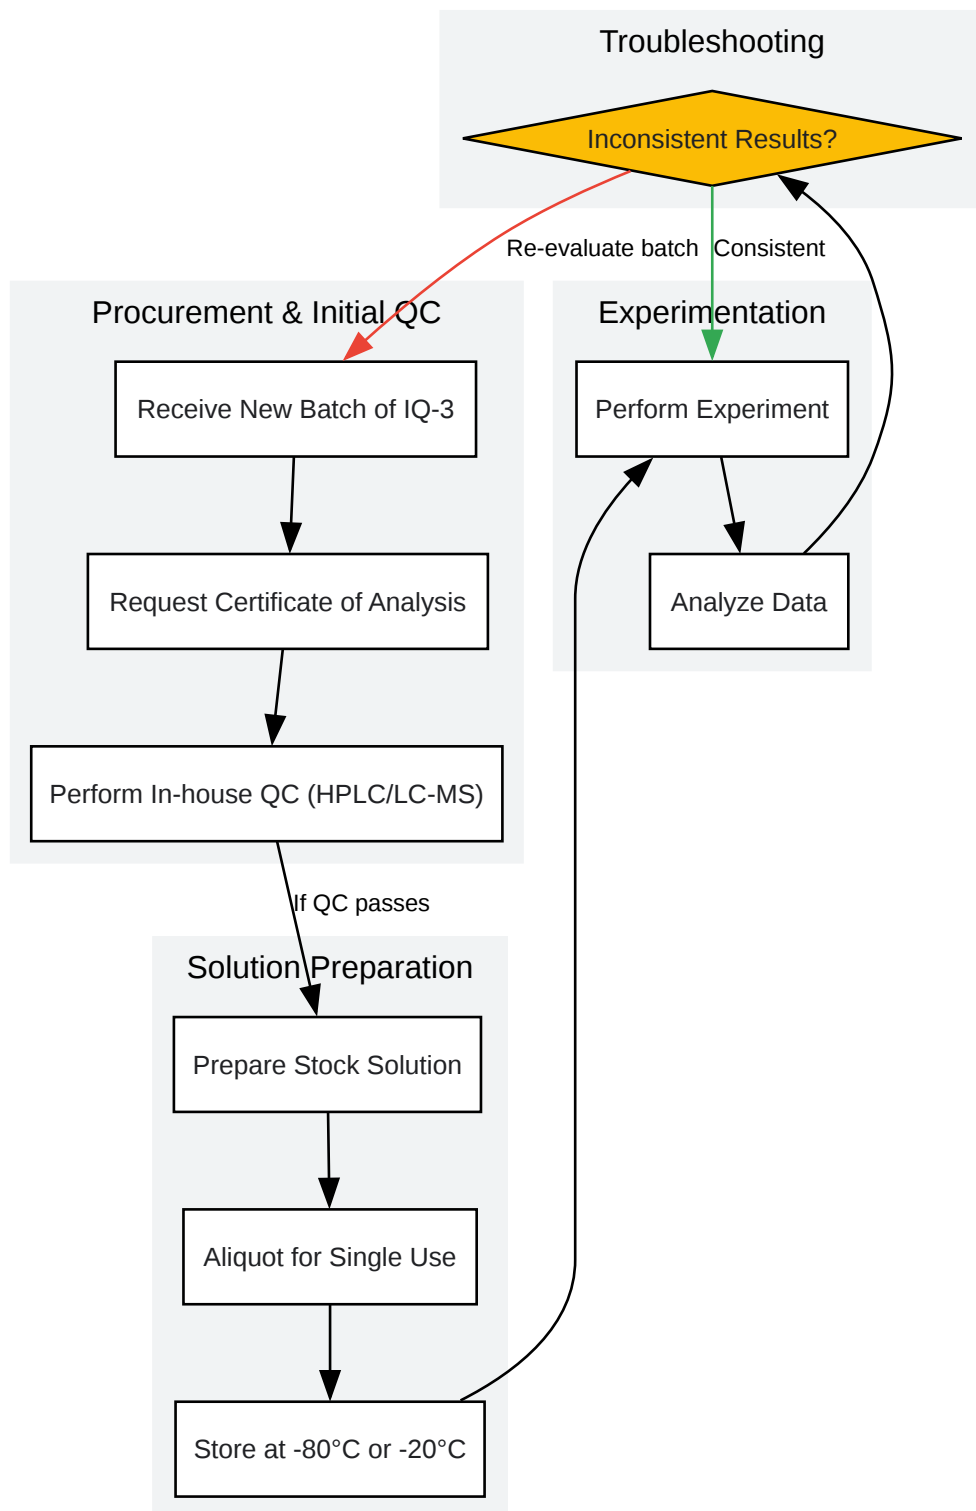 Troubleshooting
Inconsistent Results?
Re-evaluate batch
Consistent
Procurement & Initial QC
Experimentation
Receive New Batch of IQ-3
Perform Experiment
Request Certificate of Analysis
Analyze Data
Perform In-house QC (HPLC/LC-MS)
If QC passes
Solution Preparation
Prepare Stock Solution
Aliquot for Single Use
Store at -80°C or -20°C